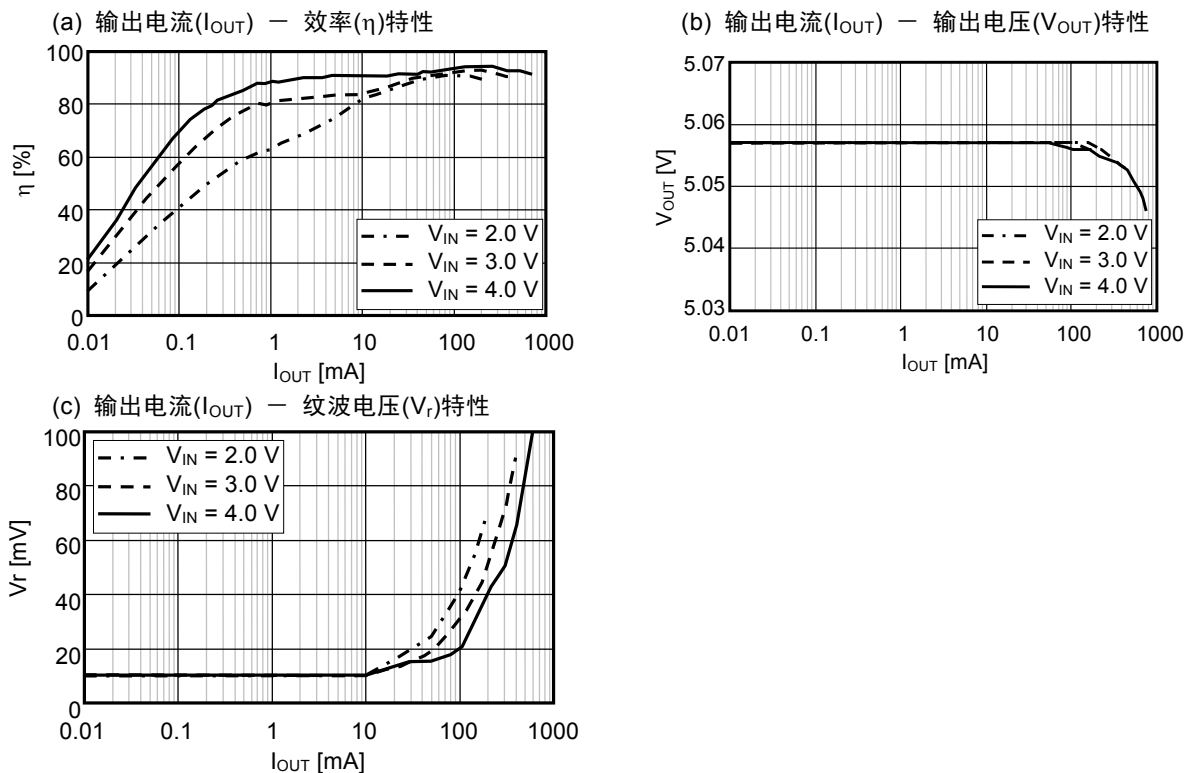 (a) 输出电流(IOUT) － 效率(η)特性
100
80
60
40
20
0
η [%]
VIN = 2.0 V
VIN = 3.0 V
VIN = 4.0 V
0.01 0.1 1 10 100 1000
IOUT [mA]
(b) 输出电流(IOUT) － 输出电压(VOUT)特性
5.07
5.06
5.05
5.04
5.03
VOUT [V]
VIN = 2.0 V
VIN = 3.0 V
VIN = 4.0 V
0.01 0.1 1 10 100 1000
IOUT [mA]
(c) 输出电流(IOUT) － 纹波电压(Vr)特性
100
80
60
40
20
0
Vr [mV]
VIN = 2.0 V
VIN = 3.0 V
VIN = 4.0 V
0.01 0.1 1 10 100 1000
IOUT [mA]